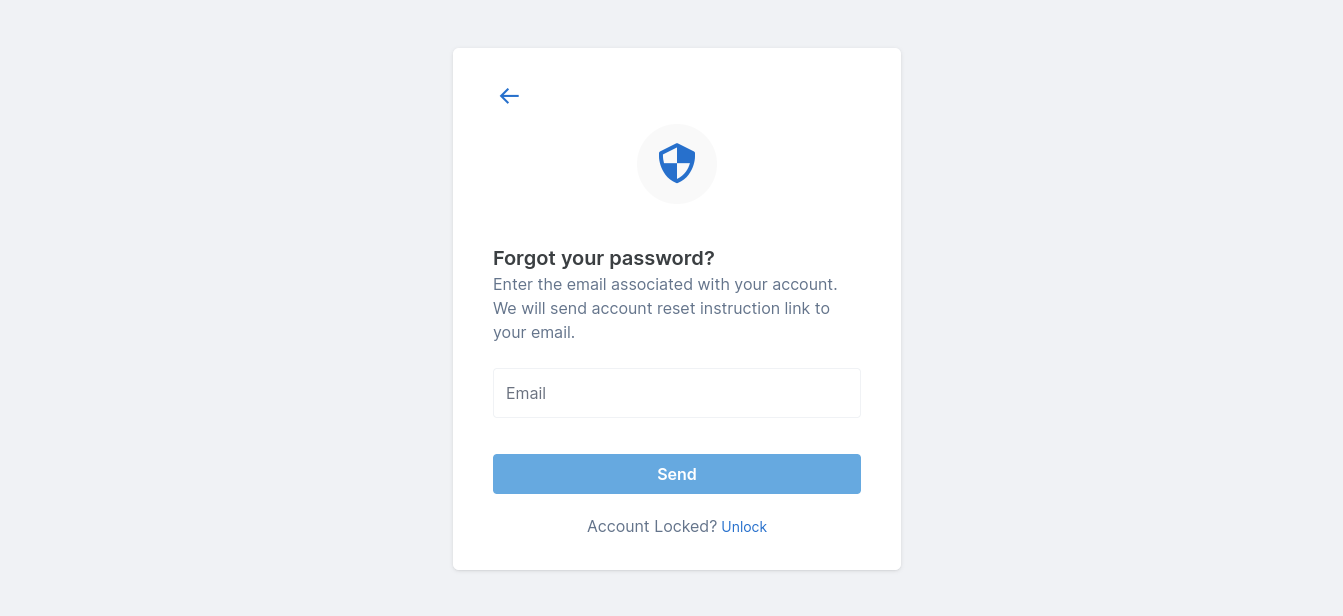 Forgot your password?
Enter the email associated with your account.
We will send account reset instruction link to
your email.
Email
Send
Account Locked? Unlock